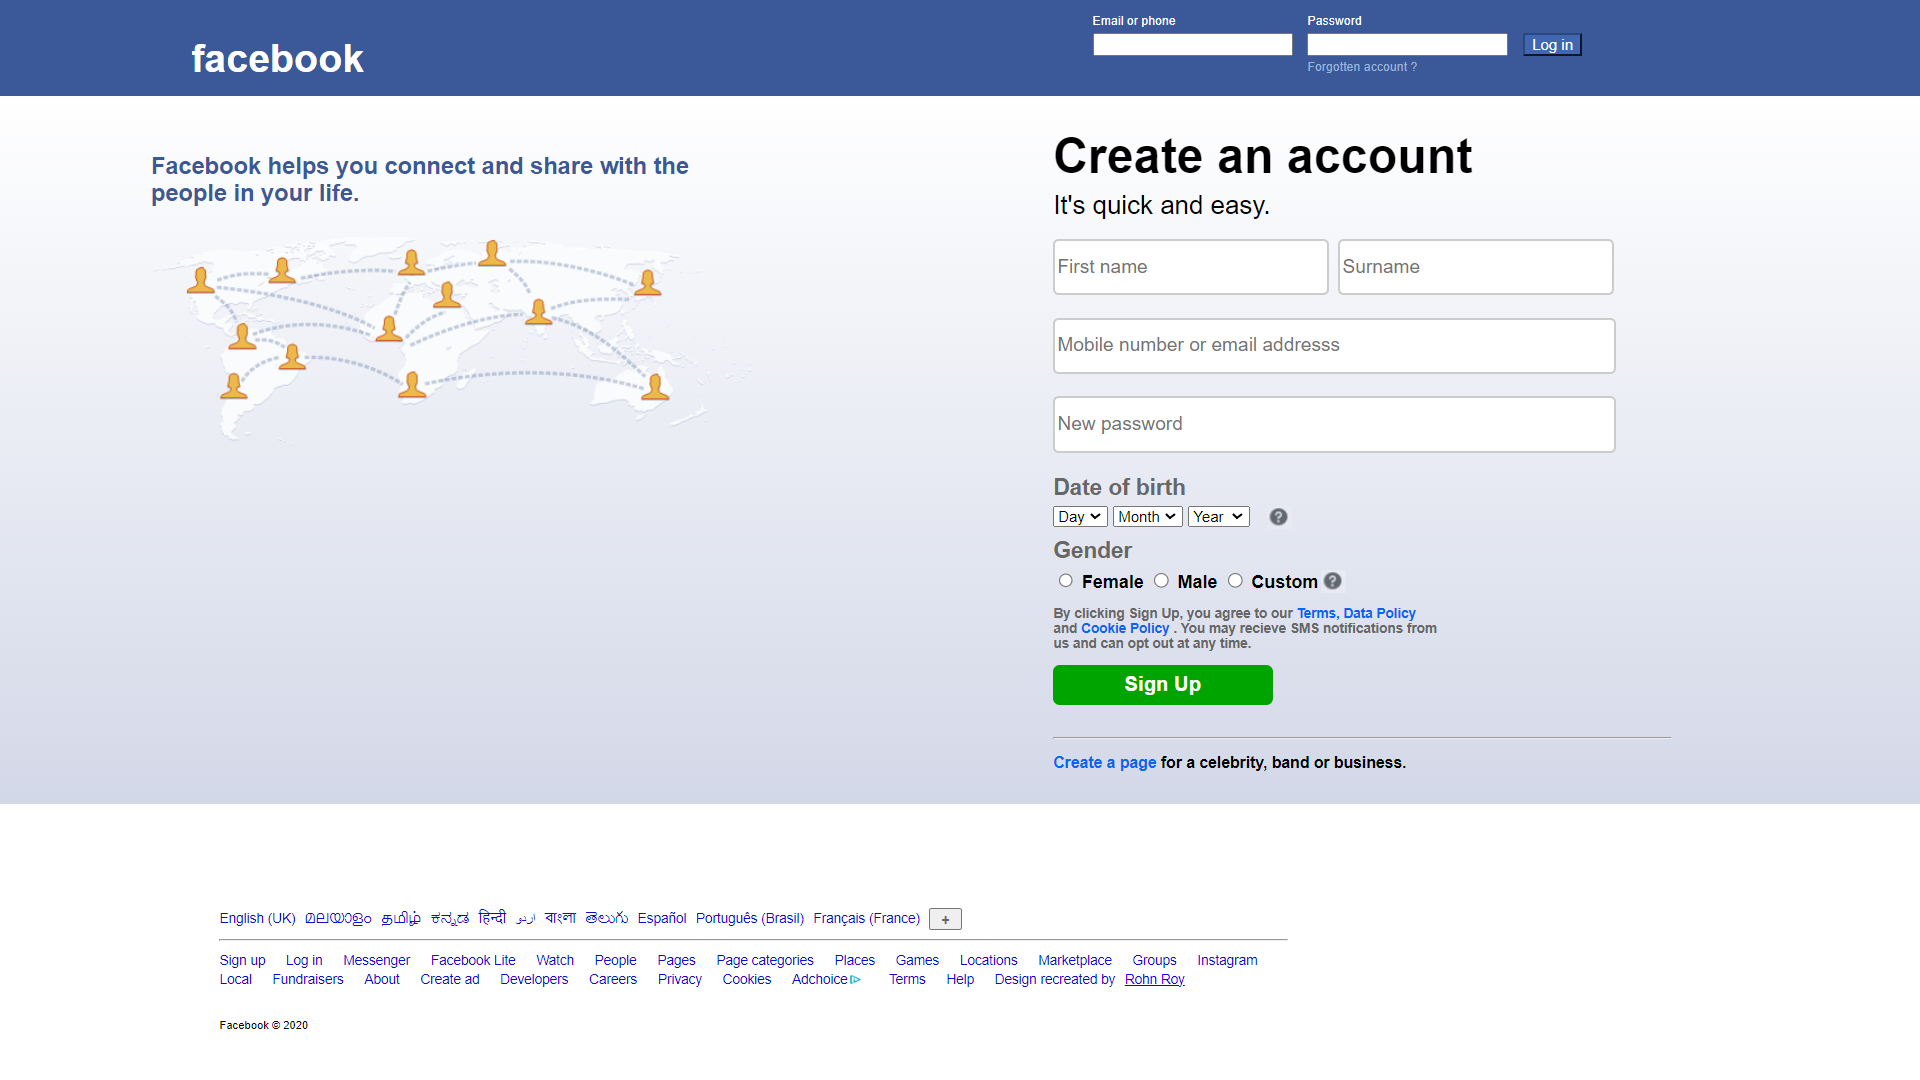 facebook
Email or phone
Password
Log in
Forgotten account ?
Facebook helps you connect and share with the
people in your life.
Create an account
It's quick and easy.
First name
Surname
Mobile number or email addresss
New password
Date of birth
Day Month Year ?
Gender
Female Male Custom ?
By clicking Sign Up, you agree to our Terms, Data Policy
and Cookie Policy . You may recieve SMS notifications from
us and can opt out at any time.
Sign Up
Create a page for a celebrity, band or business.
English (UK) മലയാളം தமிழ் ಕನ್ನಡ हिन्दी اردو বাংলা తెలుగు Español Português (Brasil) Français (France) +
Sign up Log in Messenger Facebook Lite Watch People Pages Page categories Places Games Locations Marketplace Groups Instagram
Local Fundraisers About Create ad Developers Careers Privacy Cookies Adchoice Terms Help Design recreated by Rohn Roy
Facebook © 2020